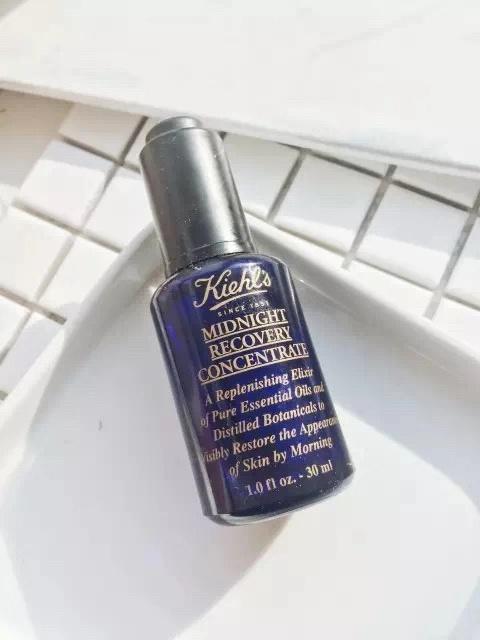 Kiehl's
SINCE 1851
MIDNIGHT
RECOVERY
CONCENTRATE
A Replenishing Elixir
of Pure Essential Oils and
Distilled Botanicals to
Visibly Restore the Appearan
of Skin by Morning
1.0 fl oz. - 30 ml